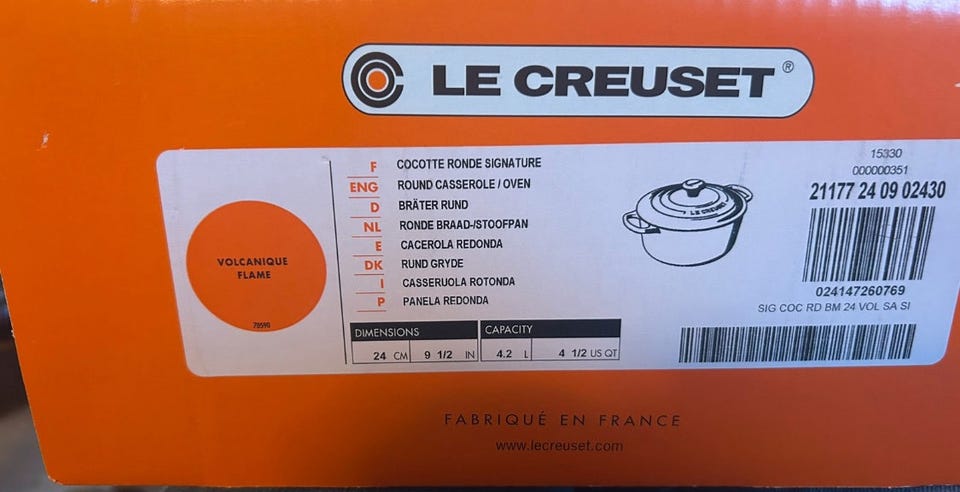 LE CREUSET®
VOLCANIQUE
FLAME
70590
F COCOTTE RONDE SIGNATURE
ENG ROUND CASSEROLE / OVEN
D BRÄTER RUND
NL RONDE BRAAD-/STOOFPAN
E CACEROLA REDONDA
DK RUND GRYDE
I CASSERUOLA ROTONDA
P PANELA REDONDA
DIMENSIONS
24 CM 9 1/2 IN
CAPACITY
4.2 L 4 1/2 US QT
LE CREUSET
15330
000000351
21177 24 09 02430
024147260769
SIG COC RD BM 24 VOL SA SI
FABRIQUÉ EN FRANCE
www.lecreuset.com